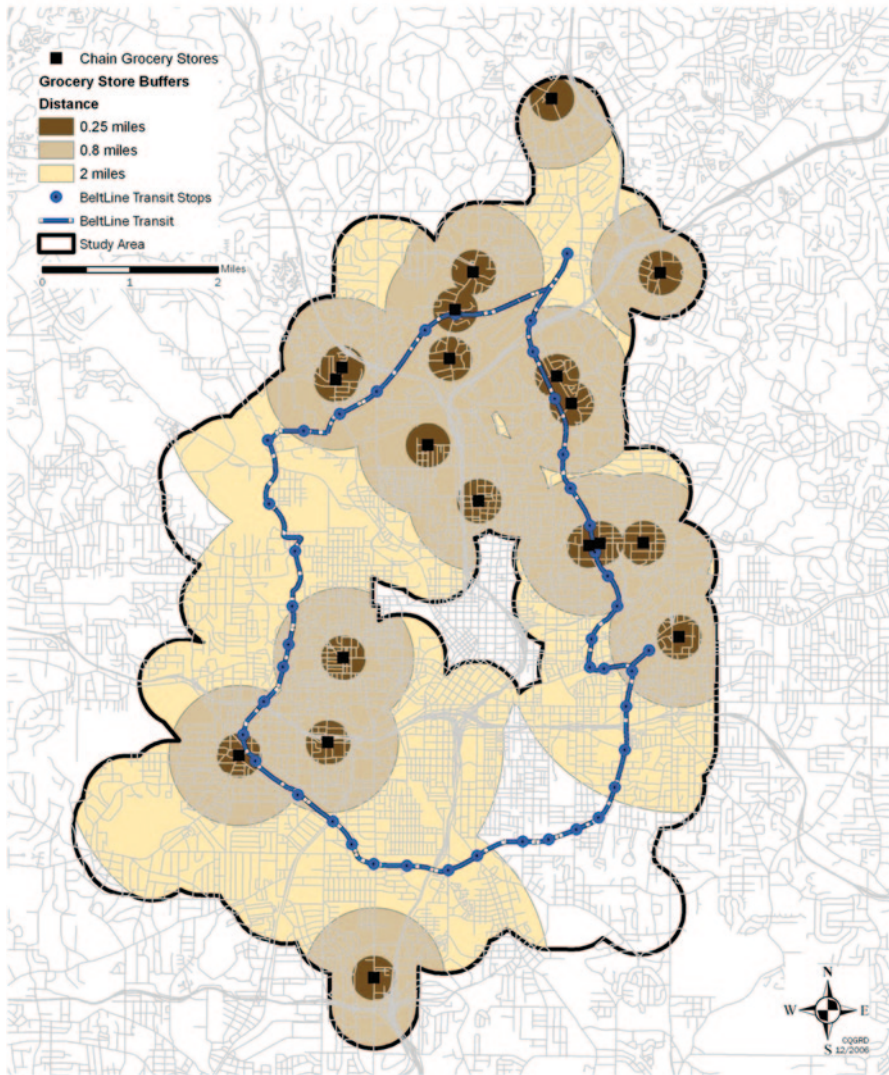 Chain Grocery Stores
Grocery Store Buffers
Distance
0.25 miles
0.8 miles
2 miles
BeltLine Transit Stops
BeltLine Transit
Study Area
Miles
0 1 2
N
W E
S
CQGRD
12/2006